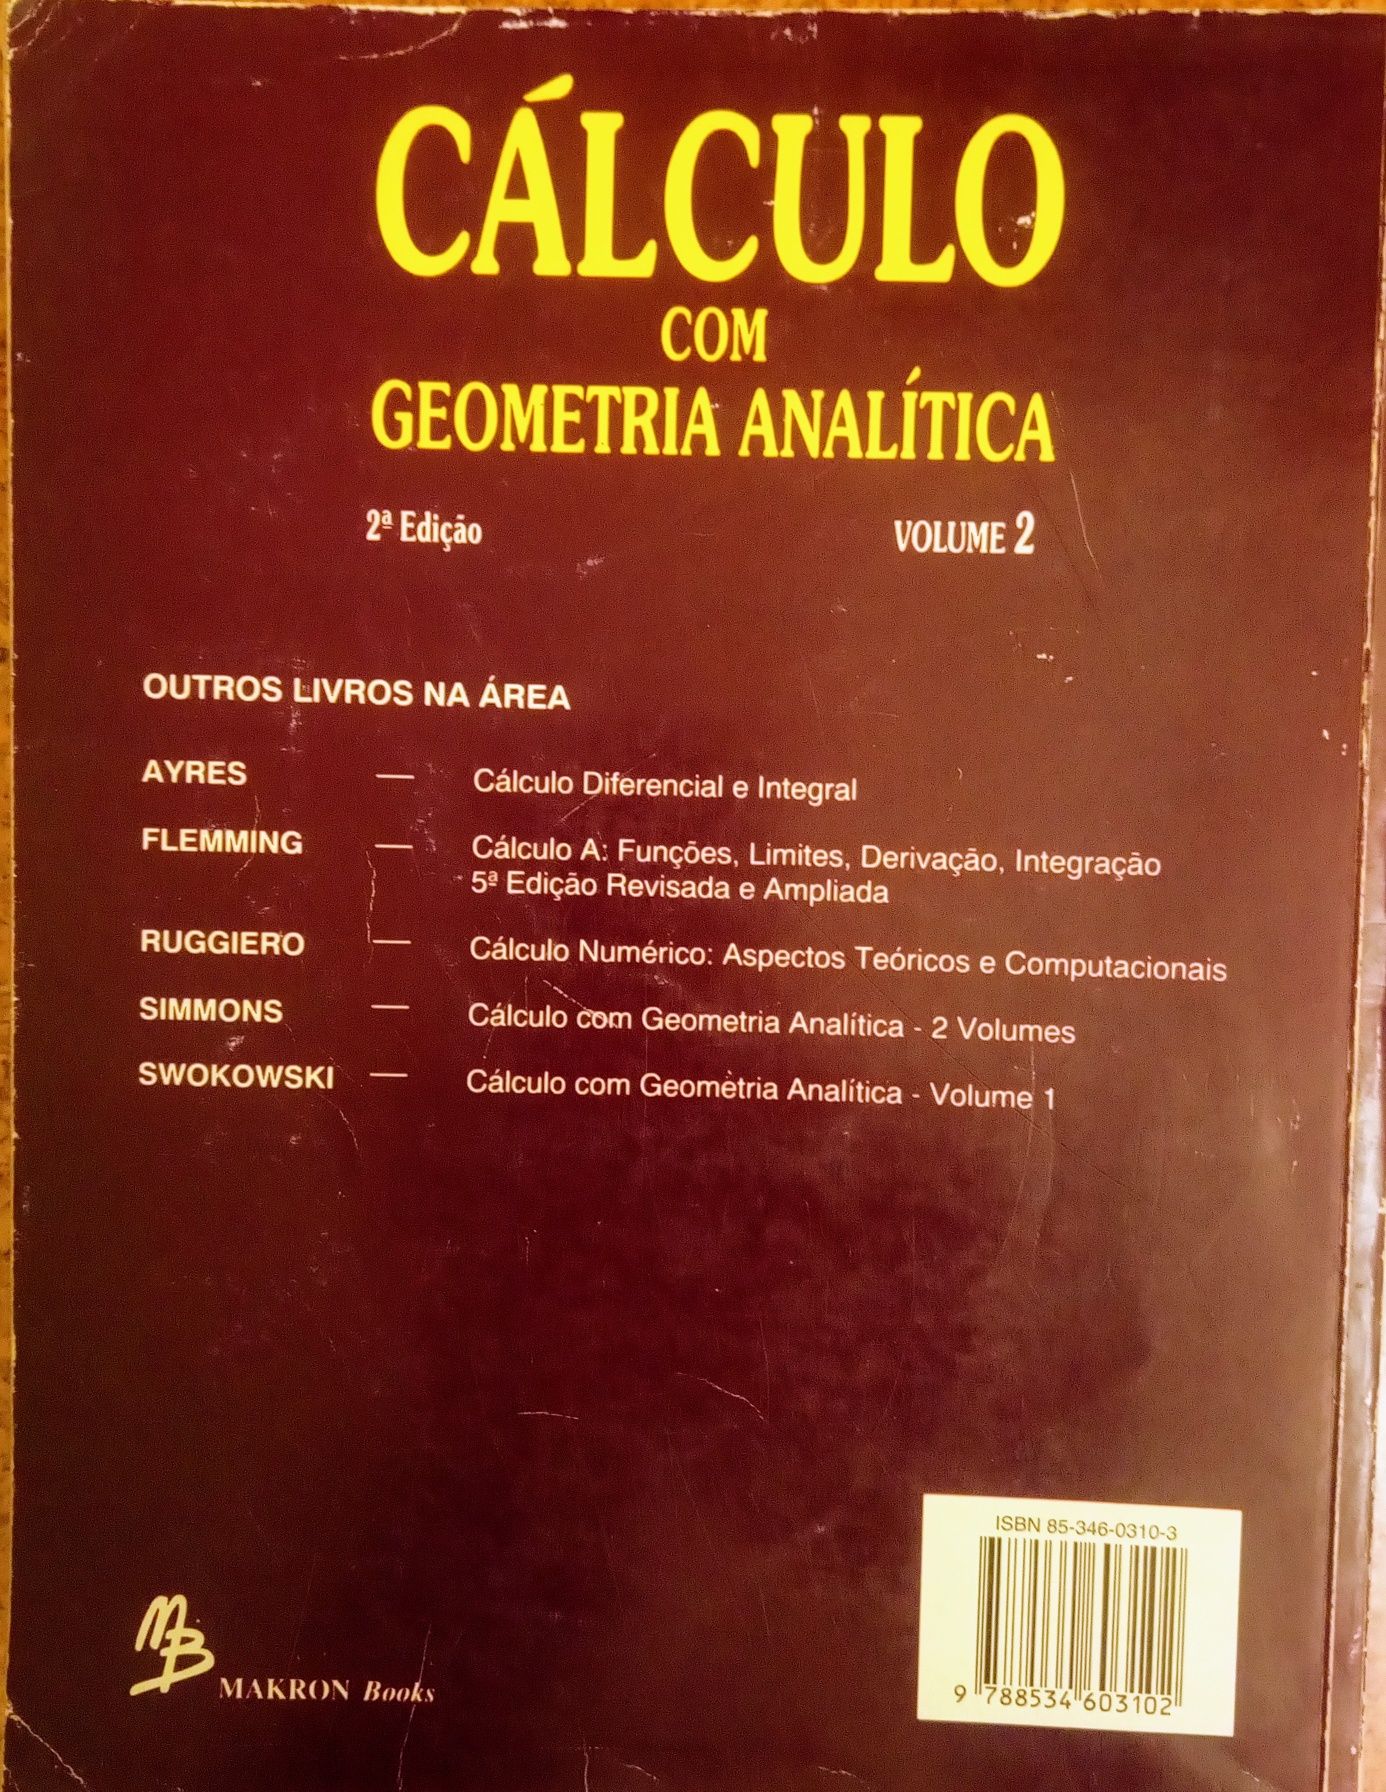 CÁLCULO
COM
GEOMETRIA ANALÍTICA
2ª Edição VOLUME 2
OUTROS LIVROS NA ÁREA
AYRES — Cálculo Diferencial e Integral
FLEMMING — Cálculo A: Funções, Limites, Derivação, Integração
5ª Edição Revisada e Ampliada
RUGGIERO — Cálculo Numérico: Aspectos Teóricos e Computacionais
SIMMONS — Cálculo com Geometria Analítica - 2 Volumes
SWOKOWSKI — Cálculo com Geometria Analítica - Volume 1
ISBN 85-346-0310-3
9 788534 603102
MB
MAKRON Books